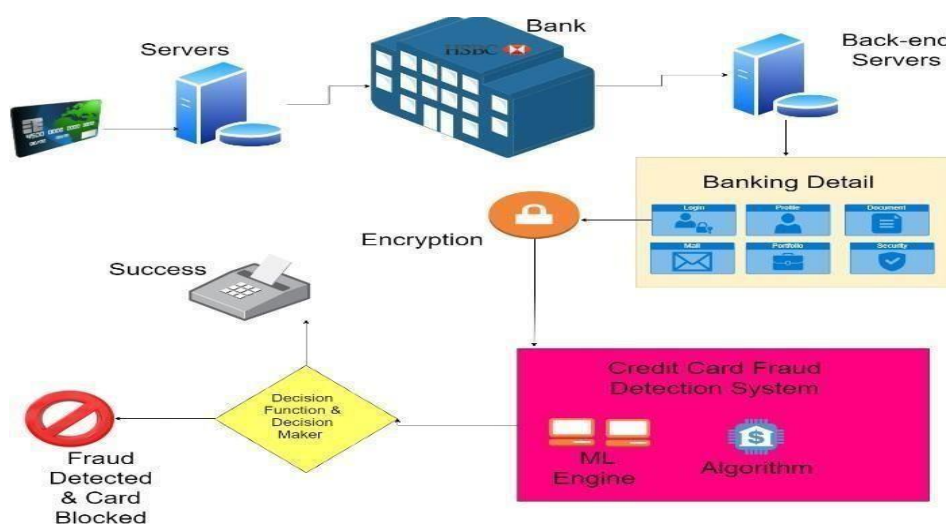 Bank
Servers
HSBC
Back-end
Servers
Banking Detail
Login
Profile
Document
Mail
Portfolio
Security
Encryption
Success
Credit Card Fraud
Detection System
Decision
Function &
Decision
Maker
ML
Engine
Algorithm
Fraud
Detected
& Card
Blocked